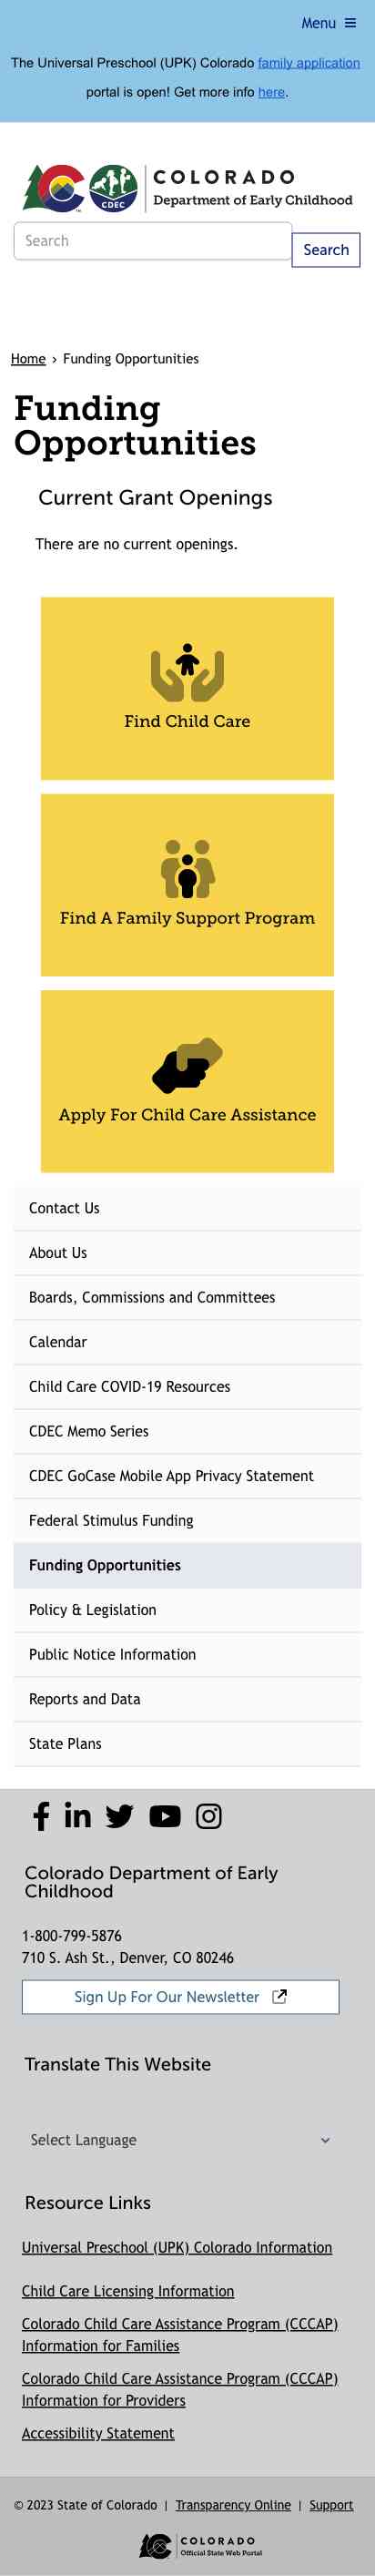 Menu
The Universal Preschool (UPK) Colorado family application
portal is open! Get more info here.
CDEC
COLORADO
Department of Early Childhood
Search
Search
Home › Funding Opportunities
Funding
Opportunities
Current Grant Openings
There are no current openings.
Find Child Care
Find A Family Support Program
Apply For Child Care Assistance
Contact Us
About Us
Boards, Commissions and Committees
Calendar
Child Care COVID-19 Resources
CDEC Memo Series
CDEC GoCase Mobile App Privacy Statement
Federal Stimulus Funding
Funding Opportunities
Policy & Legislation
Public Notice Information
Reports and Data
State Plans
Colorado Department of Early
Childhood
1-800-799-5876
710 S. Ash St., Denver, CO 80246
Sign Up For Our Newsletter
Translate This Website
Select Language
Resource Links
Universal Preschool (UPK) Colorado Information
Child Care Licensing Information
Colorado Child Care Assistance Program (CCCAP)
Information for Families
Colorado Child Care Assistance Program (CCCAP)
Information for Providers
Accessibility Statement
© 2023 State of Colorado | Transparency Online | Support
COLORADO
Official State Web Portal